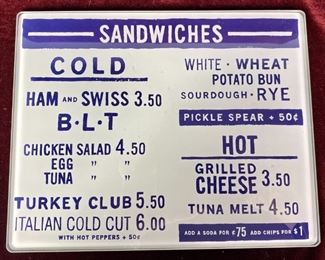 SANDWICHES
COLD
HAM AND SWISS 3.50
B·L·T
CHICKEN SALAD 4.50
EGG " "
TUNA " "
TURKEY CLUB 5.50
ITALIAN COLD CUT 6.00
WITH HOT PEPPERS + 50¢
WHITE · WHEAT
POTATO BUN
SOURDOUGH · RYE
PICKLE SPEAR + 50¢
HOT
GRILLED
CHEESE 3.50
TUNA MELT 4.50
ADD A SODA FOR ¢75 ADD CHIPS FOR $1